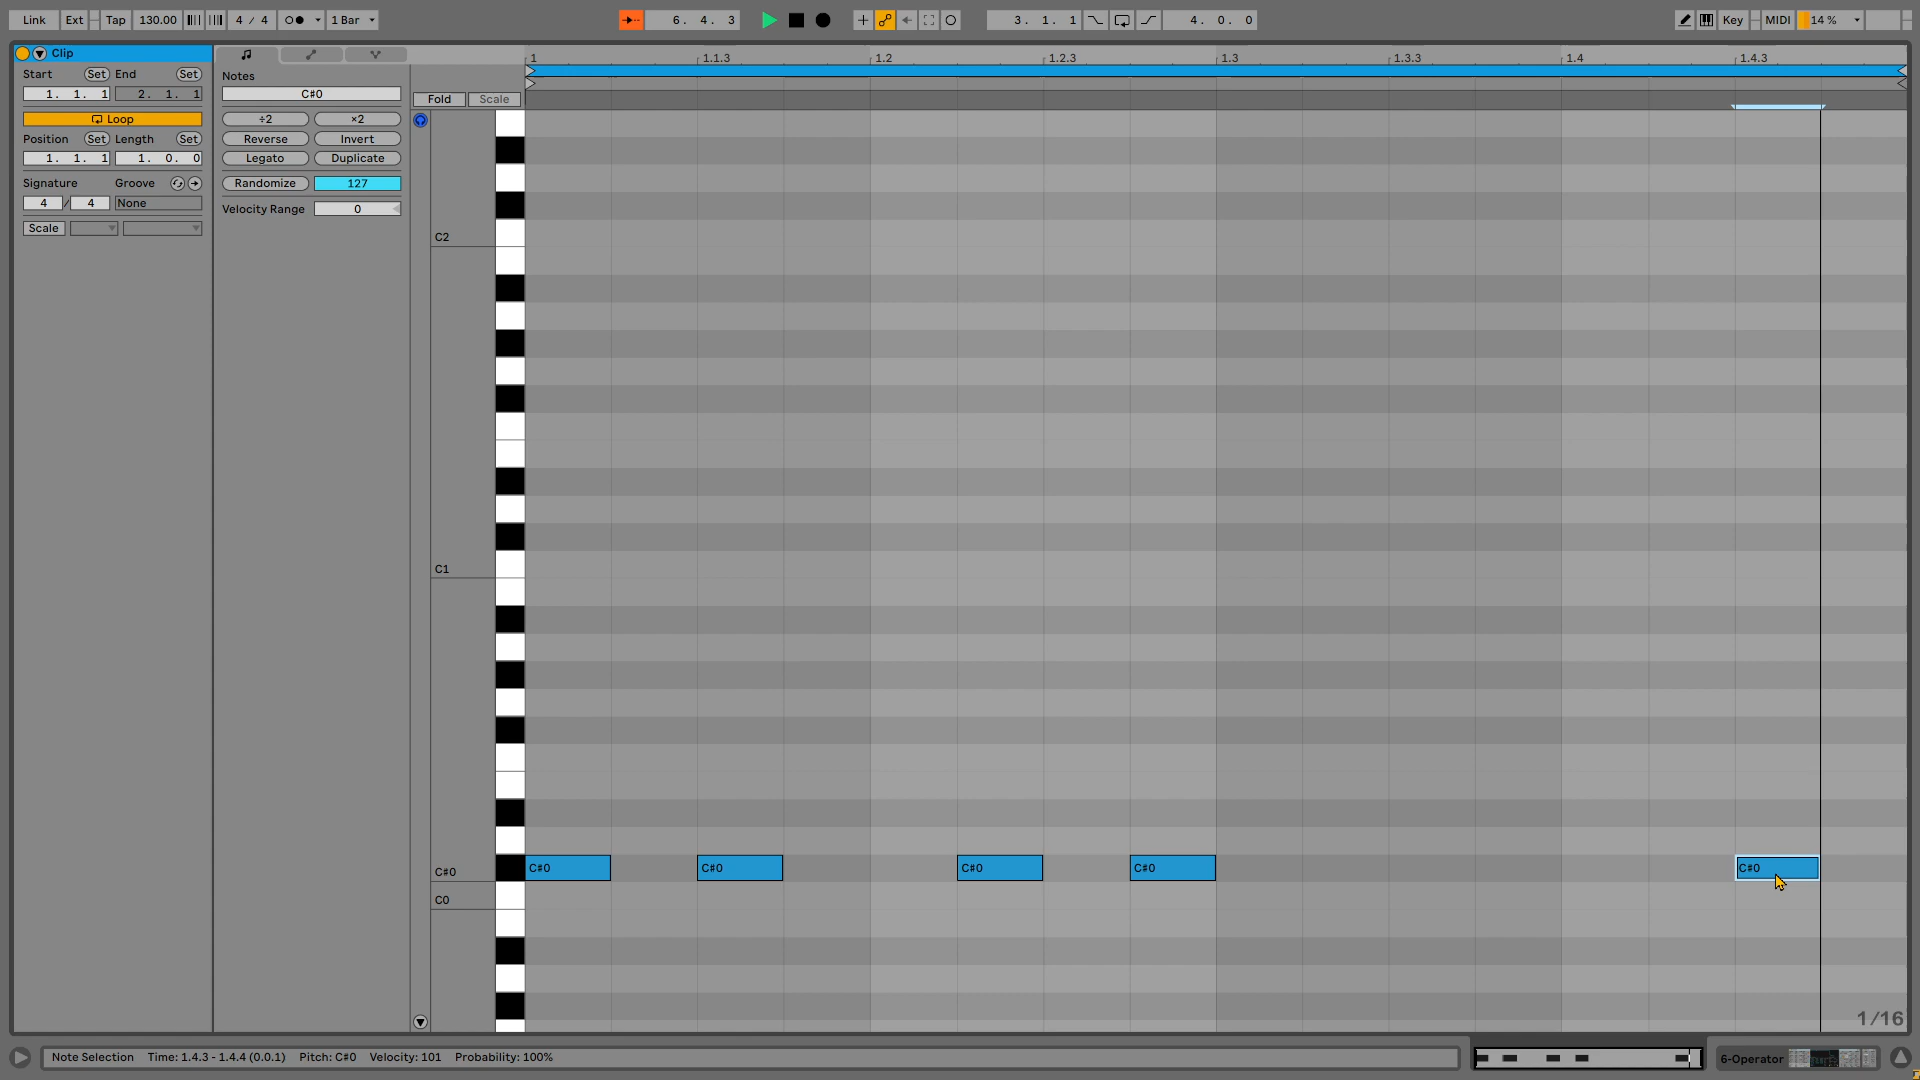 Link Ext Tap 130.00 4 / 4 1 Bar 6. 4. 3 3. 1. 1 4. 0. 0 Key MIDI 14 %
Clip
Start Set End Set
1. 1. 1 2. 1. 1
Loop
Position Set Length Set
1. 1. 1 1. 0. 0
Signature Groove
4 / 4 None
Scale
Notes
C#0
÷2 ×2
Reverse Invert
Legato Duplicate
Randomize 127
Velocity Range 0
1 1.1.3 1.2 1.2.3 1.3 1.3.3 1.4 1.4.3
Fold Scale
C2
C1
C#0 C#0 C#0 C#0 C#0 C#0
C0
1/16
Note Selection Time: 1.4.3 - 1.4.4 (0.0.1) Pitch: C#0 Velocity: 101 Probability: 100%
6-Operator